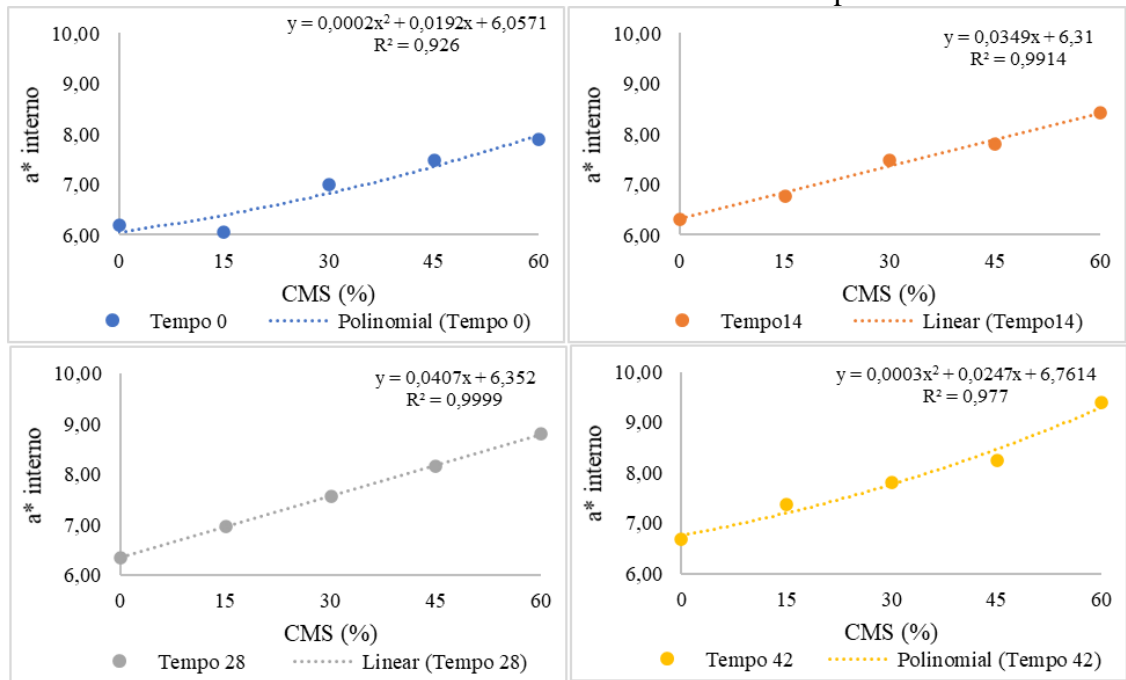 y = 0,0002x² + 0,0192x + 6,0571
R² = 0,926
10,00
9,00
8,00
7,00
6,00
a* interno
0 15 30 45 60
CMS (%)
Tempo 0 Polinomial (Tempo 0)
y = 0,0349x + 6,31
R² = 0,9914
10,00
9,00
8,00
7,00
6,00
a* interno
0 15 30 45 60
CMS (%)
Tempo14 Linear (Tempo14)
y = 0,0407x + 6,352
R² = 0,9999
10,00
9,00
8,00
7,00
6,00
a* interno
0 15 30 45 60
CMS (%)
Tempo 28 Linear (Tempo 28)
y = 0,0003x² + 0,0247x + 6,7614
R² = 0,977
10,00
9,00
8,00
7,00
6,00
a* interno
0 15 30 45 60
CMS (%)
Tempo 42 Polinomial (Tempo 42)